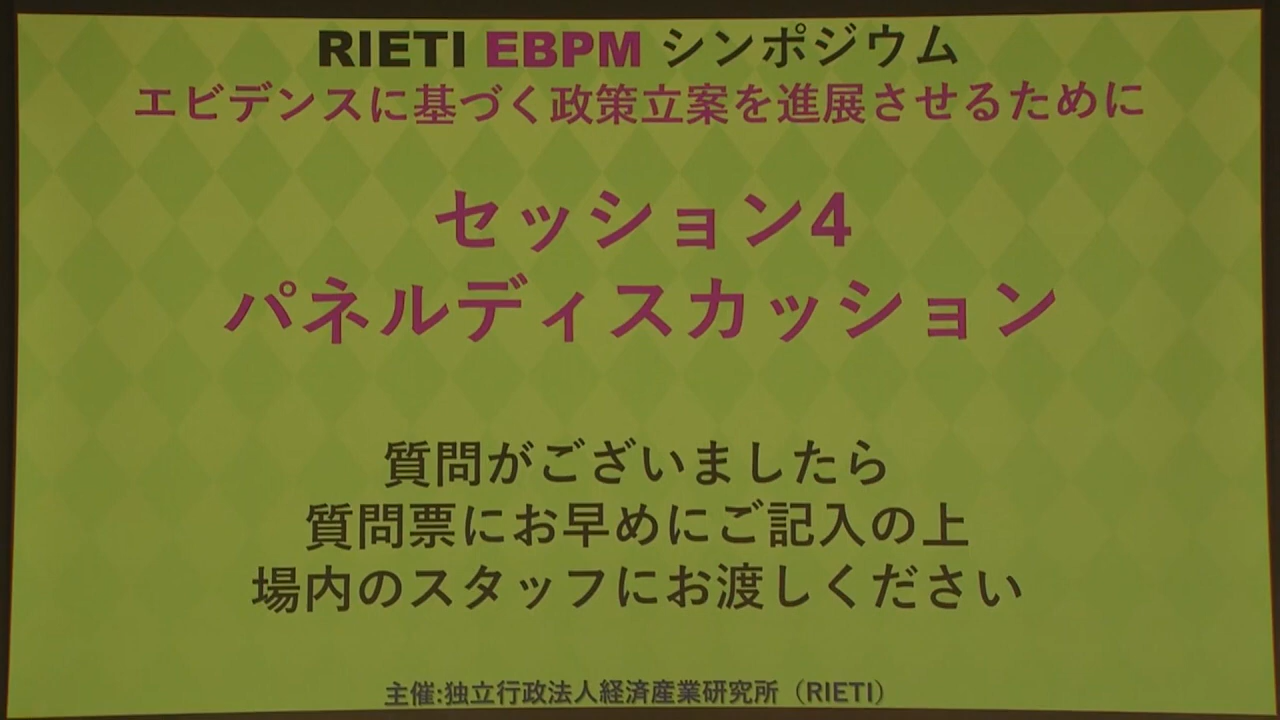 RIETI EBPM シンポジウム
エビデンスに基づく政策立案を進展させるために
セッション4
パネルディスカッション
質問がございましたら
質問票にお早めにご記入の上
場内のスタッフにお渡しください
主催:独立行政法人経済産業研究所（RIETI）